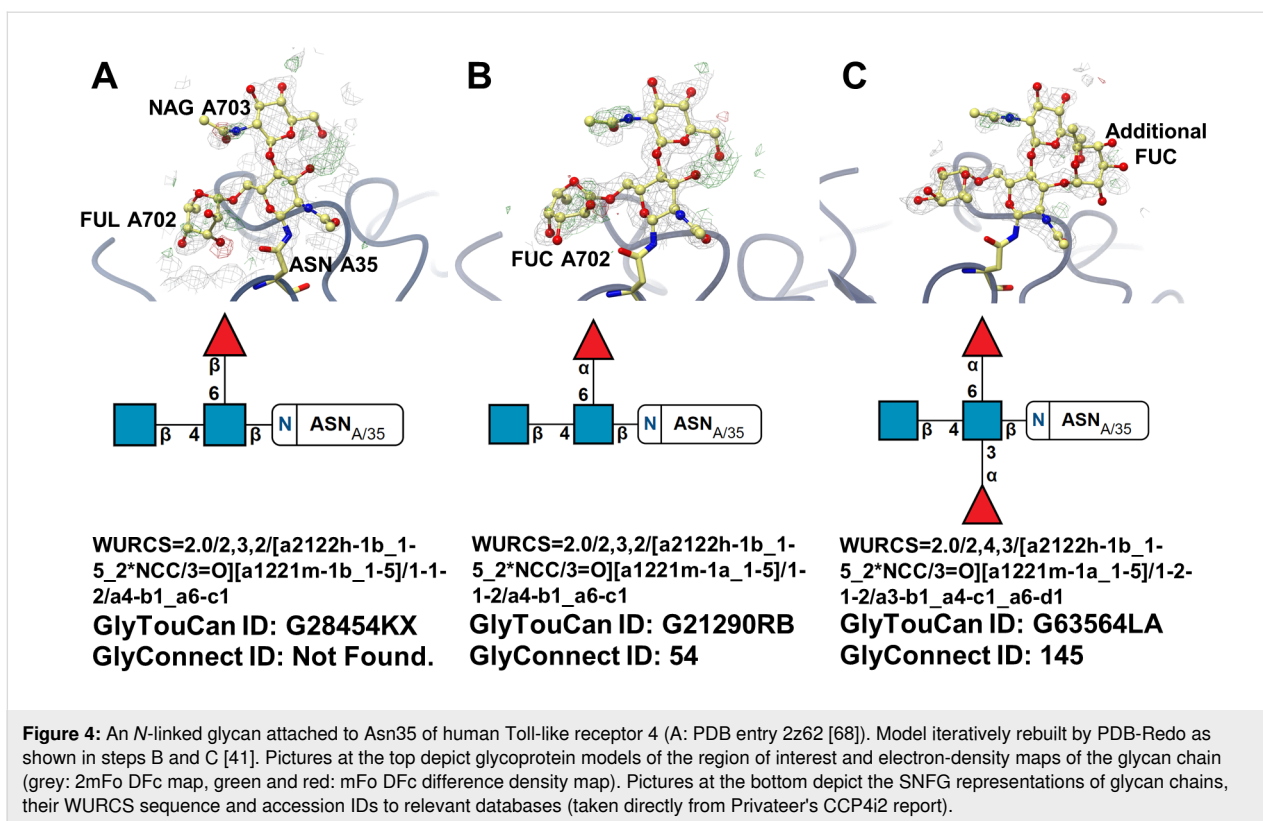 A
B
C
NAG A703
FUL A702
ASN A35
FUC A702
Additional
FUC
β
6
β 4 β N ASN A/35
α
6
β 4 β N ASN A/35
α
6
β 4 β N ASN A/35
3
α
WURCS=2.0/2,3,2/[a2122h-1b_1-
5_2*NCC/3=O][a1221m-1b_1-5]/1-1-
2/a4-b1_a6-c1
GlyTouCan ID: G28454KX
GlyConnect ID: Not Found.
WURCS=2.0/2,3,2/[a2122h-1b_1-
5_2*NCC/3=O][a1221m-1a_1-5]/1-
1-2/a4-b1_a6-c1
GlyTouCan ID: G21290RB
GlyConnect ID: 54
WURCS=2.0/2,4,3/[a2122h-1b_1-
5_2*NCC/3=O][a1221m-1a_1-5]/1-2-
1-2/a3-b1_a4-c1_a6-d1
GlyTouCan ID: G63564LA
GlyConnect ID: 145
Figure 4: An N-linked glycan attached to Asn35 of human Toll-like receptor 4 (A: PDB entry 2z62 [68]). Model iteratively rebuilt by PDB-Redo as
shown in steps B and C [41]. Pictures at the top depict glycoprotein models of the region of interest and electron-density maps of the glycan chain
(grey: 2mFo DFc map, green and red: mFo DFc difference density map). Pictures at the bottom depict the SNFG representations of glycan chains,
their WURCS sequence and accession IDs to relevant databases (taken directly from Privateer's CCP4i2 report).